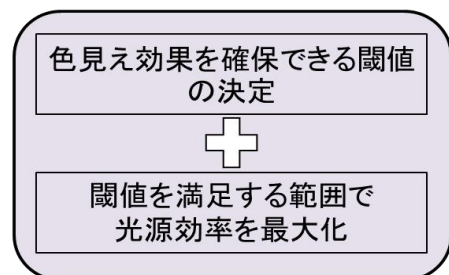 色見え効果を確保できる閾値
の決定
閾値を満足する範囲で
光源効率を最大化